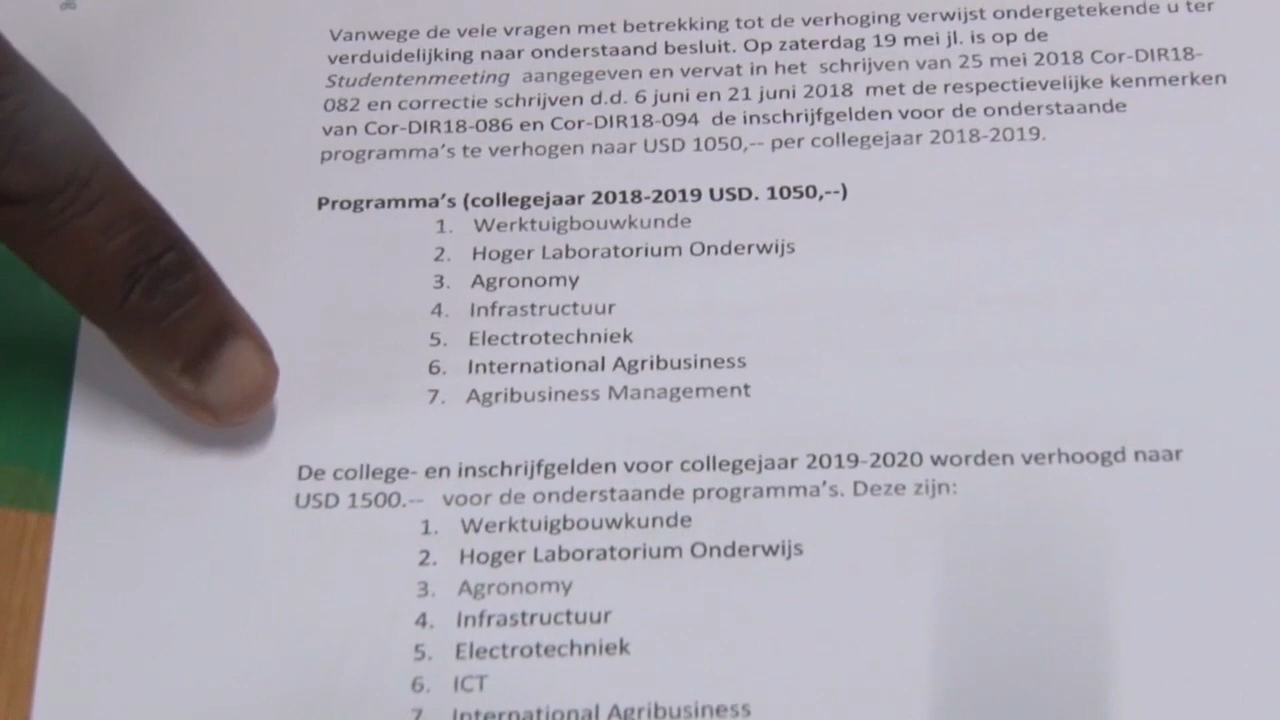 Vanwege de vele vragen met betrekking tot de verhoging verwijst ondergetekende u ter
verduidelijking naar onderstaand besluit. Op zaterdag 19 mei jl. is op de
Studentenmeeting aangegeven en vervat in het schrijven van 25 mei 2018 Cor-DIR18-
082 en correctie schrijven d.d. 6 juni en 21 juni 2018 met de respectievelijke kenmerken
van Cor-DIR18-086 en Cor-DIR18-094 de inschrijfgelden voor de onderstaande
programma's te verhogen naar USD 1050,-- per collegejaar 2018-2019.
Programma's (collegejaar 2018-2019 USD. 1050,--)
1. Werktuigbouwkunde
2. Hoger Laboratorium Onderwijs
3. Agronomy
4. Infrastructuur
5. Electrotechniek
6. International Agribusiness
7. Agribusiness Management
De college- en inschrijfgelden voor collegejaar 2019-2020 worden verhoogd naar
USD 1500.-- voor de onderstaande programma's. Deze zijn:
1. Werktuigbouwkunde
2. Hoger Laboratorium Onderwijs
3. Agronomy
4. Infrastructuur
5. Electrotechniek
6. ICT
7. International Agribusiness